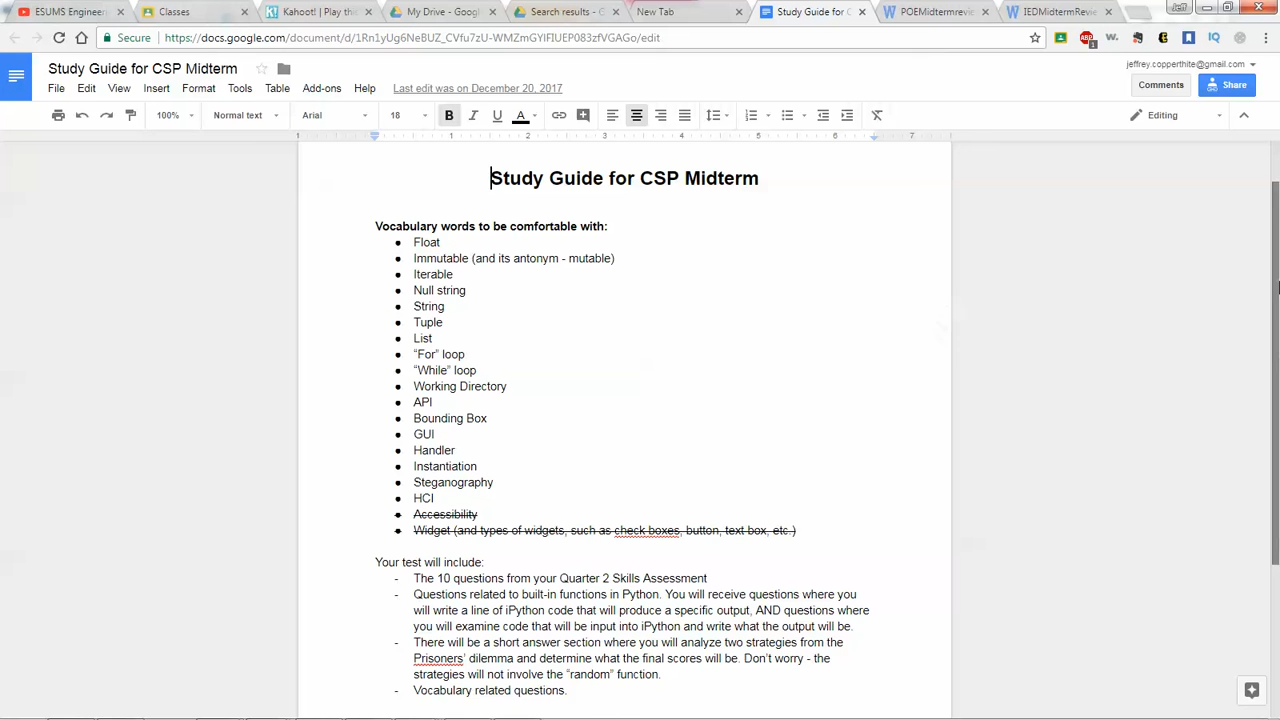 ESUMS Engineer
Classes
Kahoot! | Play the
My Drive - Googl
Search results - G
New Tab
Study Guide for C
POEMidtermrevie
IEDMidtermRevie
Jeff
Secure
https://docs.google.com/document/d/1Rn1yUg6NeBUZ_CVfu7zU-WMZmGYIFIUEP083zfVGAGo/edit
Study Guide for CSP Midterm
jeffrey.copperthite@gmail.com
File Edit View Insert Format Tools Table Add-ons Help Last edit was on December 20, 2017
Comments
Share
100% Normal text Arial 18 B I U A Editing
1 1 2 3 4 5 6 7
Study Guide for CSP Midterm
Vocabulary words to be comfortable with:
● Float
● Immutable (and its antonym - mutable)
● Iterable
● Null string
● String
● Tuple
● List
● “For” loop
● “While” loop
● Working Directory
● API
● Bounding Box
● GUI
● Handler
● Instantiation
● Steganography
● HCI
● Accessibility
● Widget (and types of widgets, such as check boxes, button, text box, etc.)
Your test will include:
- The 10 questions from your Quarter 2 Skills Assessment
- Questions related to built-in functions in Python. You will receive questions where you
will write a line of iPython code that will produce a specific output, AND questions where
you will examine code that will be input into iPython and write what the output will be.
- There will be a short answer section where you will analyze two strategies from the
Prisoners’ dilemma and determine what the final scores will be. Don’t worry - the
strategies will not involve the “random” function.
- Vocabulary related questions.